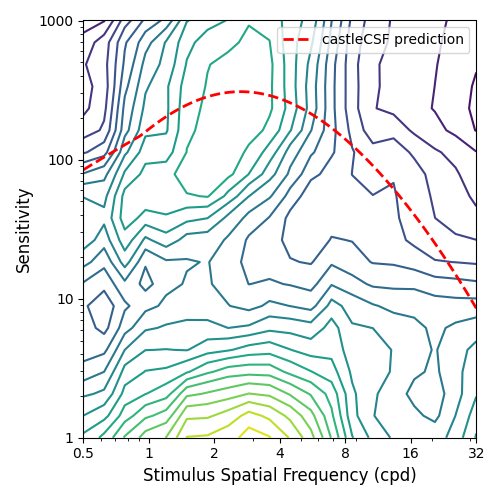 1000
castleCSF prediction
100
10
1
Sensitivity
0.5 1 2 4 8 16 32
Stimulus Spatial Frequency (cpd)